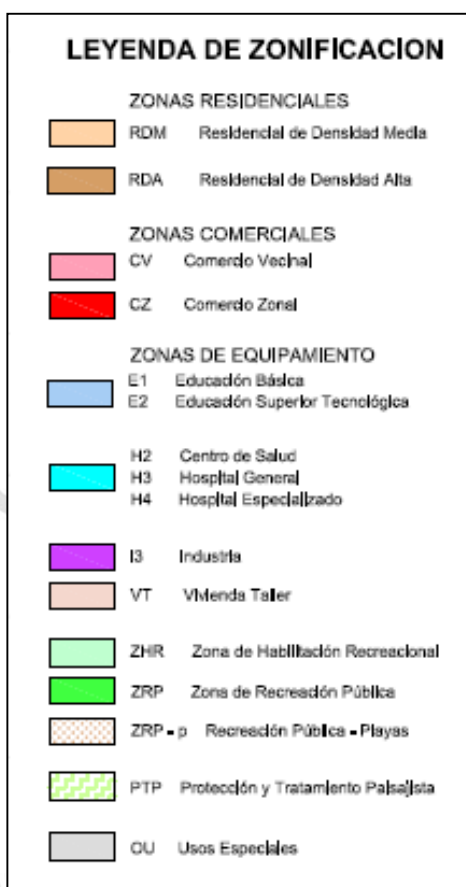 LEYENDA DE ZONIFICACION
ZONAS RESIDENCIALES
RDM Residencial de Densidad Media
RDA Residencial de Densidad Alta
ZONAS COMERCIALES
CV Comercio Vecinal
CZ Comercio Zonal
ZONAS DE EQUIPAMIENTO
E1 Educación Básica
E2 Educación Superior Tecnológica
H2 Centro de Salud
H3 Hospital General
H4 Hospital Especializado
I3 Industria
VT Vivienda Taller
ZHR Zona de Habilitación Recreacional
ZRP Zona de Recreación Pública
ZRP - p Recreación Pública - Playas
PTP Protección y Tratamiento Paisajista
OU Usos Especiales